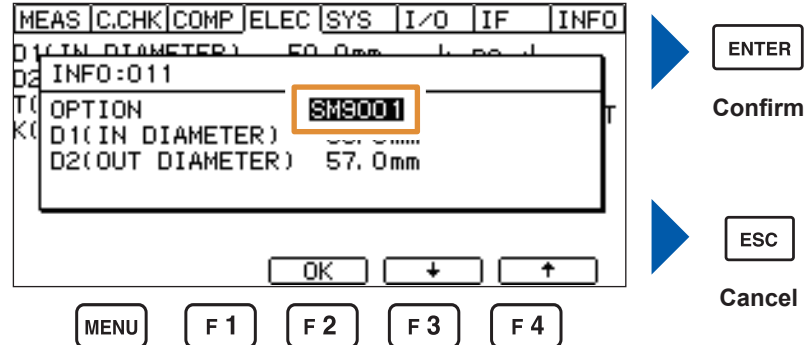 MEAS C.CHK COMP ELEC SYS I/O IF INFO
ENTER
Confirm
INFO:011
OPTION SM9001
D1(IN DIAMETER)
D2(OUT DIAMETER) 57.0mm
OK ↓ ↑
ESC
Cancel
MENU F1 F2 F3 F4